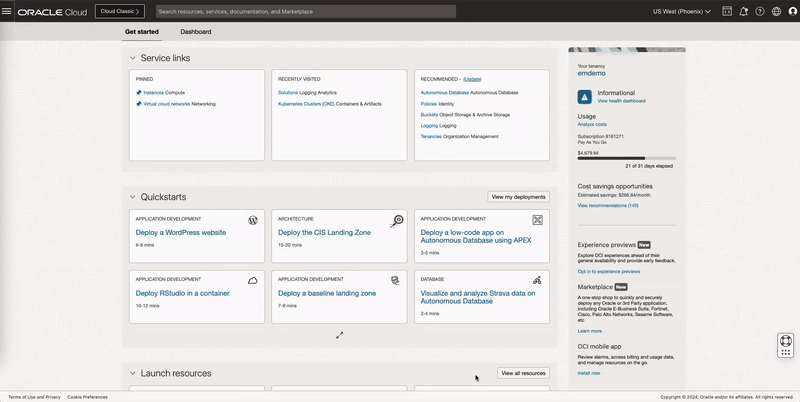 ORACLE Cloud
Cloud Classic
Search resources, services, documentation, and Marketplace
US West (Phoenix)
Get started
Dashboard
Service links
PINNED
Instances Compute
Virtual cloud networks Networking
RECENTLY VISITED
Solutions Logging Analytics
Kubernetes Clusters (OKE) Containers & Artifacts
RECOMMENDED - (Update)
Autonomous Database Autonomous Database
Policies Identity
Buckets Object Storage & Archive Storage
Logging Logging
Tenancies Organization Management
Quickstarts
View my deployments
APPLICATION DEVELOPMENT
Deploy a WordPress website
6-8 mins
ARCHITECTURE
Deploy the CIS Landing Zone
15-20 mins
APPLICATION DEVELOPMENT
Deploy a low-code app on
Autonomous Database using APEX
3-5 mins
APPLICATION DEVELOPMENT
Deploy RStudio in a container
10-12 mins
APPLICATION DEVELOPMENT
Deploy a baseline landing zone
7-9 mins
DATABASE
Visualize and analyze Strava data on
Autonomous Database
2-4 mins
Launch resources
View all resources
Your tenancy
emdemo
Informational
View health dashboard
Usage
Analyze costs
Subscription 8161271
Pay As You Go
$4,679.64
21 of 31 days elapsed
Cost savings opportunities
Estimated savings: $266.84/month
View recommendations (145)
Experience previews New
Explore OCI experiences ahead of their
general availability and provide early feedback.
Opt in to experience previews
Marketplace New
A one-stop shop to quickly and securely
deploy any Oracle or 3rd Party application,
including Oracle E-Business Suite, Fortinet,
Cisco, Palo Alto Networks, Sesame Software,
etc
Learn more
OCI mobile app
Review alarms, access billing and usage data,
and manage resources on the go.
Install now
Terms of Use and Privacy
Cookie Preferences
Copyright © 2024, Oracle and/or its affiliates. All rights reserved.